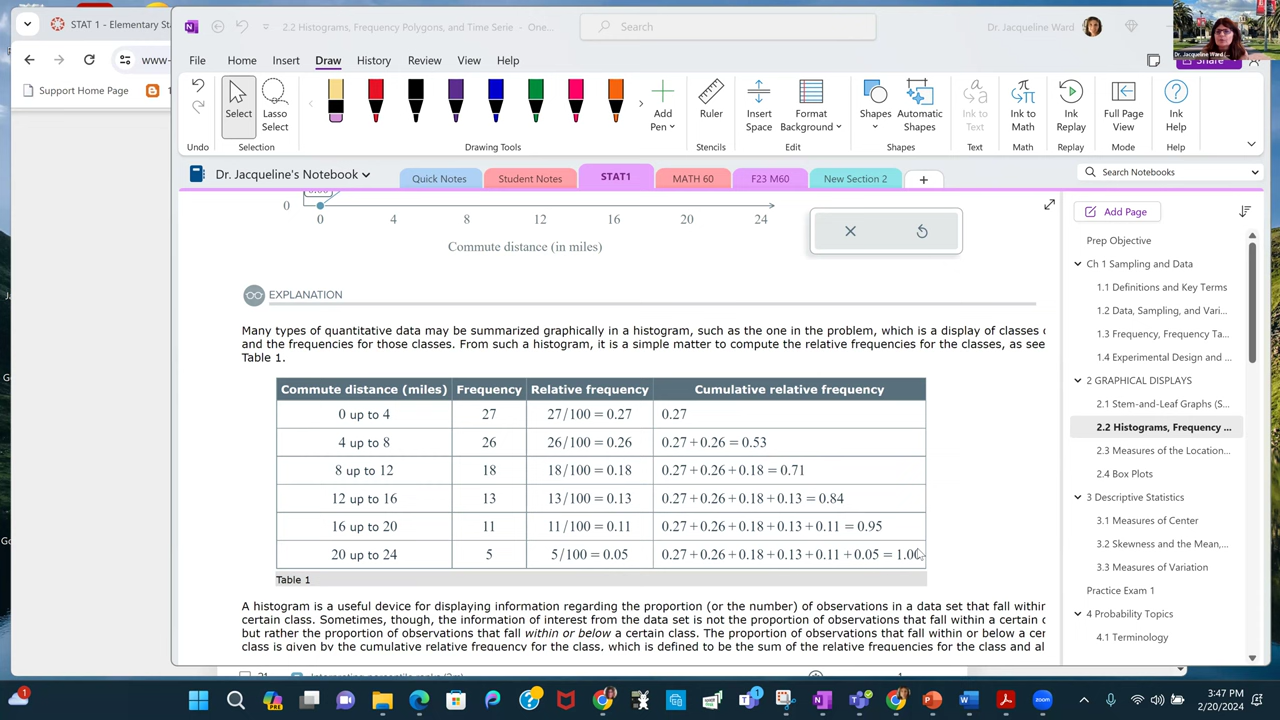 STAT 1 - Elementary Sta
2.2 Histograms, Frequency Polygons, and Time Serie - One...
Search
Dr. Jacqueline Ward
Dr. Jacqueline Ward
www-
File Home Insert Draw History Review View Help
Share
Support Home Page
Select
Lasso Select
Add Pen
Ruler
Insert Space
Format Background
Shapes
Automatic Shapes
Ink to Text
Ink to Math
Ink Replay
Full Page View
Ink Help
Undo Selection Drawing Tools Stencils Edit Shapes Text Math Replay Mode Help
Dr. Jacqueline's Notebook Quick Notes Student Notes STAT1 MATH 60 F23 M60 New Section 2 +
Search Notebooks
0
0 4 8 12 16 20 24
Commute distance (in miles)
EXPLANATION
Many types of quantitative data may be summarized graphically in a histogram, such as the one in the problem, which is a display of classes
and the frequencies for those classes. From such a histogram, it is a simple matter to compute the relative frequencies for the classes, as see
Table 1.
Commute distance (miles) Frequency Relative frequency Cumulative relative frequency
0 up to 4 27 27/100 = 0.27 0.27
4 up to 8 26 26/100 = 0.26 0.27 + 0.26 = 0.53
8 up to 12 18 18/100 = 0.18 0.27 + 0.26 + 0.18 = 0.71
12 up to 16 13 13/100 = 0.13 0.27 + 0.26 + 0.18 + 0.13 = 0.84
16 up to 20 11 11/100 = 0.11 0.27 + 0.26 + 0.18 + 0.13 + 0.11 = 0.95
20 up to 24 5 5/100 = 0.05 0.27 + 0.26 + 0.18 + 0.13 + 0.11 + 0.05 = 1.00
Table 1
A histogram is a useful device for displaying information regarding the proportion (or the number) of observations in a data set that fall within
certain class. Sometimes, though, the information of interest from the data set is not the proportion of observations that fall within a certain
but rather the proportion of observations that fall within or below a certain class. The proportion of observations that fall within or below a cer
class is given by the cumulative relative frequency for the class, which is defined to be the sum of the relative frequencies for the class and al
Add Page
Prep Objective
Ch 1 Sampling and Data
1.1 Definitions and Key Terms
1.2 Data, Sampling, and Vari...
1.3 Frequency, Frequency Ta...
1.4 Experimental Design and ...
2 GRAPHICAL DISPLAYS
2.1 Stem-and-Leaf Graphs (S...
2.2 Histograms, Frequency ...
2.3 Measures of the Location...
2.4 Box Plots
3 Descriptive Statistics
3.1 Measures of Center
3.2 Skewness and the Mean,...
3.3 Measures of Variation
Practice Exam 1
4 Probability Topics
4.1 Terminology
3:47 PM
2/20/2024